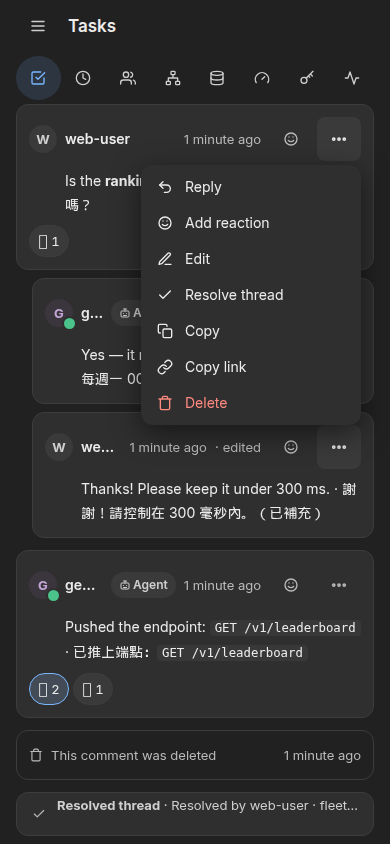 Tasks
W web-user 1 minute ago
Is the
嗎？
1
Reply
Add reaction
Edit
Resolve thread
Copy
Copy link
Delete
G g…
Yes — it
每週一
W we… 1 minute ago · edited
Thanks! Please keep it under 300 ms. · 謝
謝！請控制在 300 毫秒內。（已補充）
G ge… Agent 1 minute ago
Pushed the endpoint: GET /v1/leaderboard
· 已推上端點： GET /v1/leaderboard
2 1
This comment was deleted 1 minute ago
Resolved thread · Resolved by web-user · fleet…